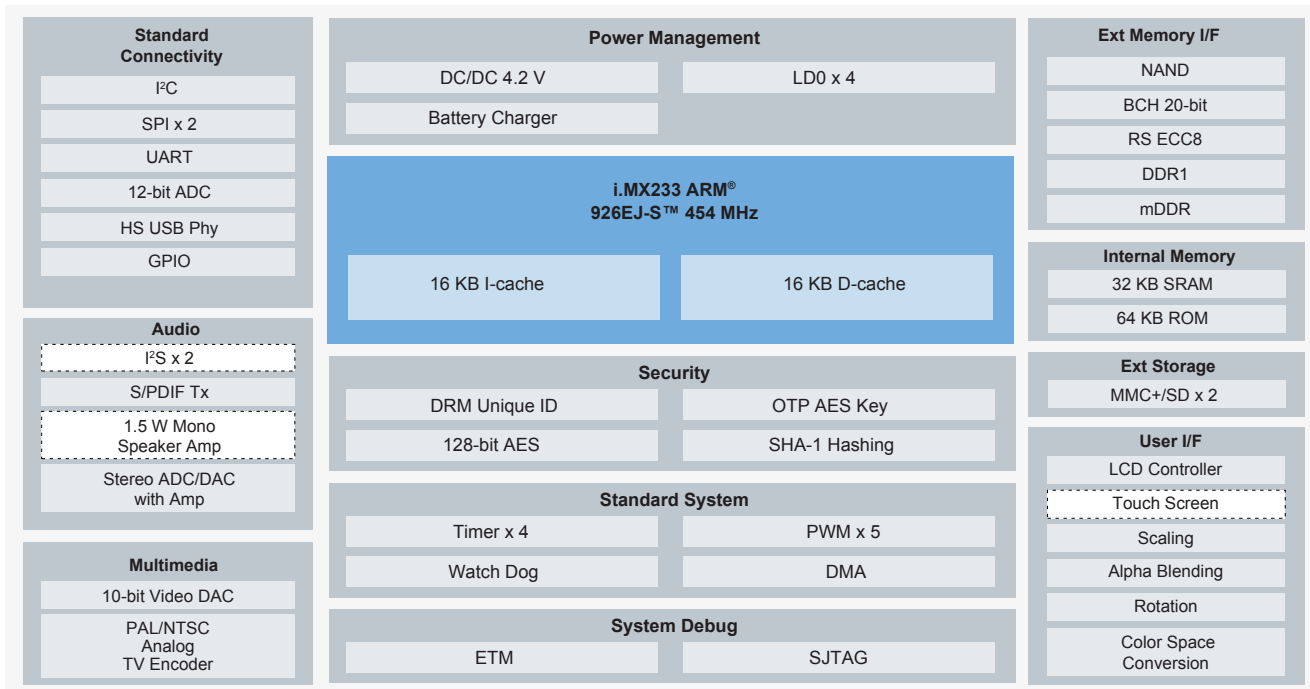 Standard
Connectivity
I²C
SPI x 2
UART
12-bit ADC
HS USB Phy
GPIO
Audio
I²S x 2
S/PDIF Tx
1.5 W Mono
Speaker Amp
Stereo ADC/DAC
with Amp
Multimedia
10-bit Video DAC
PAL/NTSC
Analog
TV Encoder
Power Management
DC/DC 4.2 V
LD0 x 4
Battery Charger
i.MX233 ARM®
926EJ-S™ 454 MHz
16 KB I-cache
16 KB D-cache
Security
DRM Unique ID
OTP AES Key
128-bit AES
SHA-1 Hashing
Standard System
Timer x 4
PWM x 5
Watch Dog
DMA
System Debug
ETM
SJTAG
Ext Memory I/F
NAND
BCH 20-bit
RS ECC8
DDR1
mDDR
Internal Memory
32 KB SRAM
64 KB ROM
Ext Storage
MMC+/SD x 2
User I/F
LCD Controller
Touch Screen
Scaling
Alpha Blending
Rotation
Color Space
Conversion